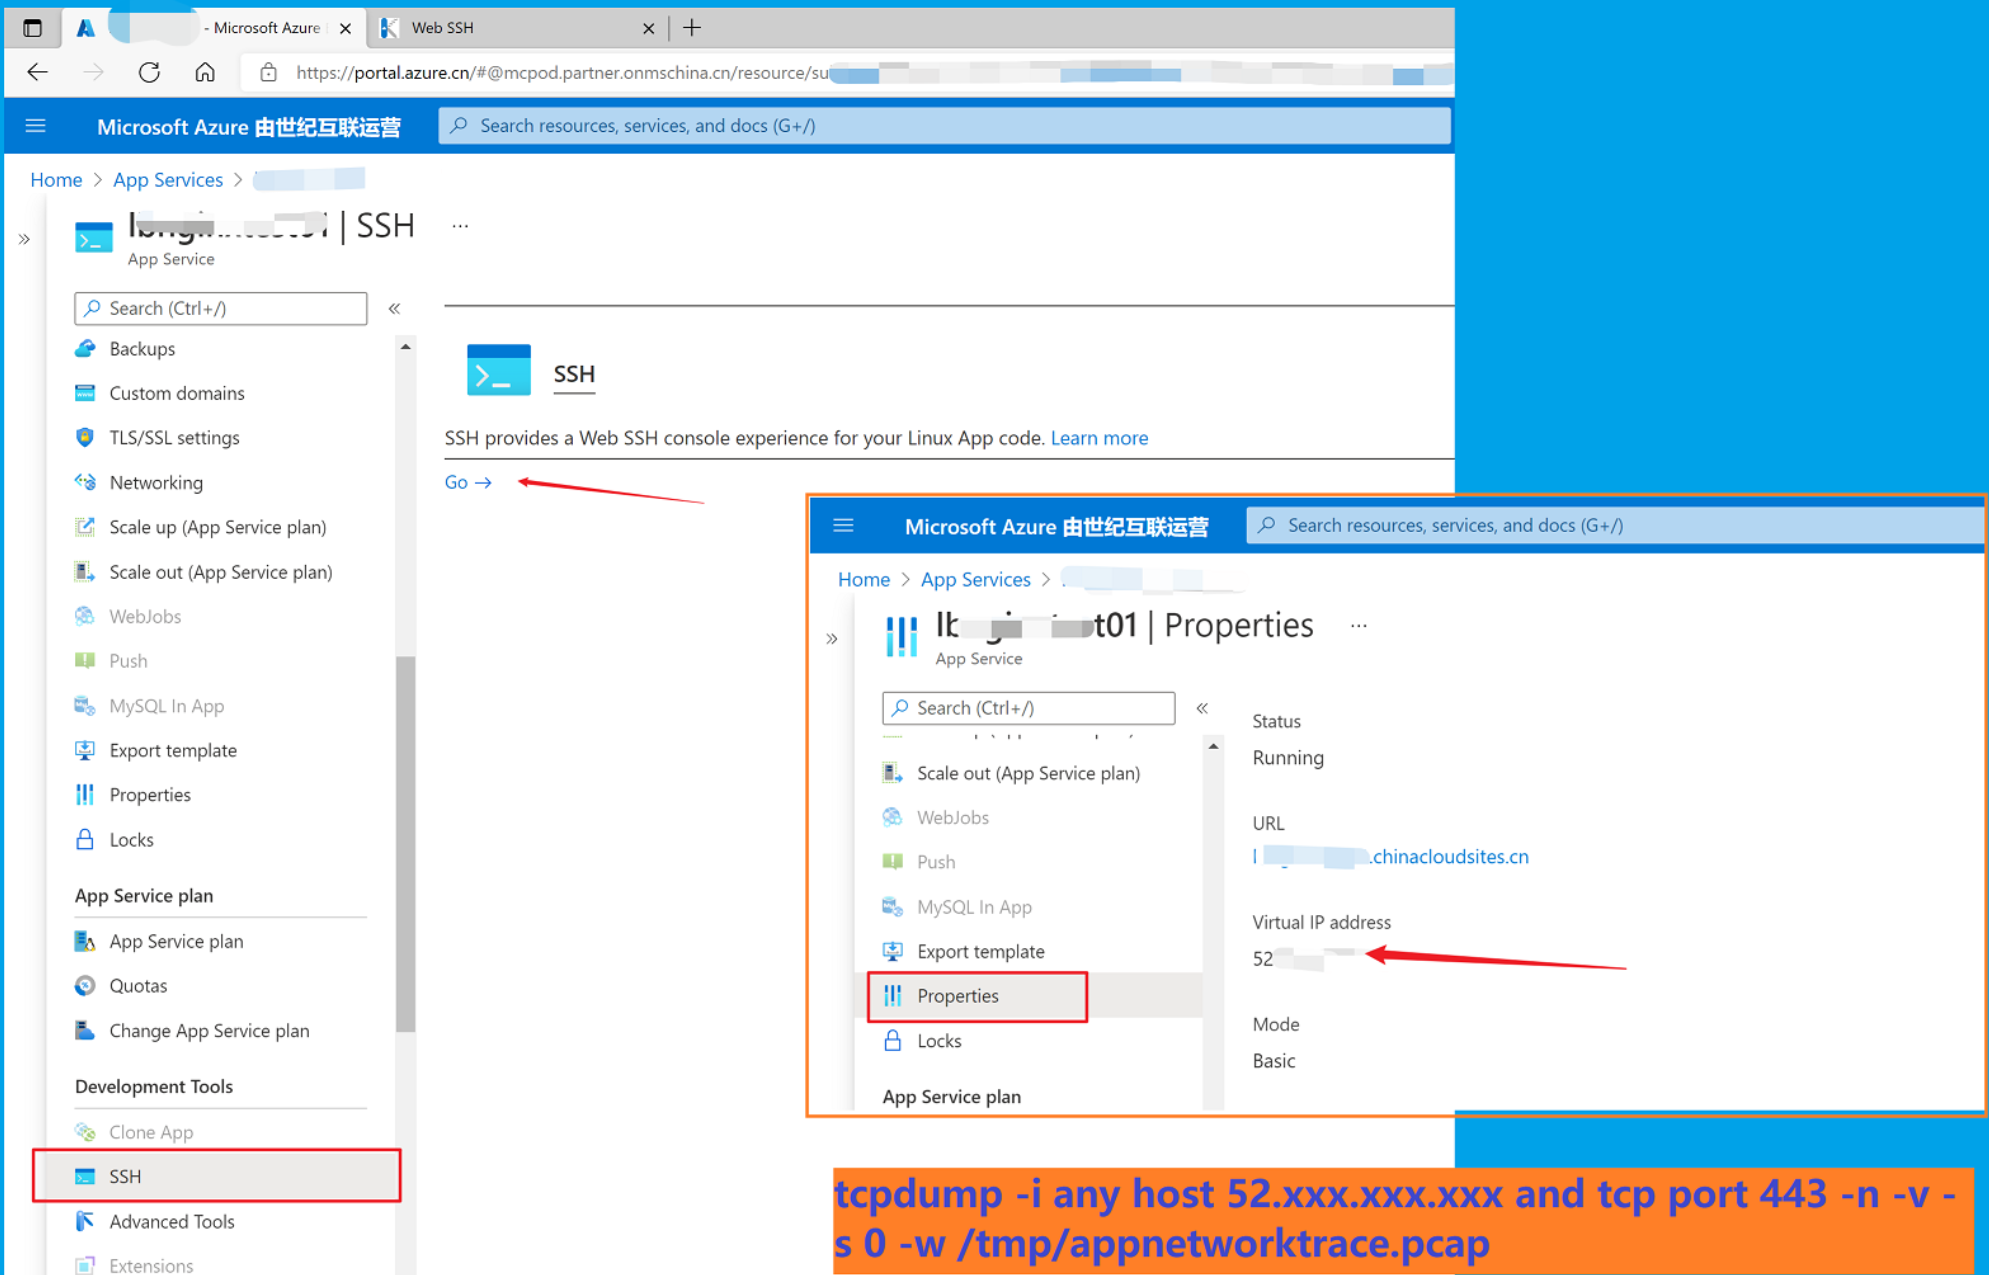 - Microsoft Azure
Web SSH
https://portal.azure.cn/#@mcpod.partner.onmschina.cn/resource/su
Microsoft Azure 由世纪互联运营
Search resources, services, and docs (G+/)
Home > App Services >
| SSH
App Service
Search (Ctrl+/)
Backups
Custom domains
TLS/SSL settings
Networking
Scale up (App Service plan)
Scale out (App Service plan)
WebJobs
Push
MySQL In App
Export template
Properties
Locks
App Service plan
App Service plan
Quotas
Change App Service plan
Development Tools
Clone App
SSH
Advanced Tools
Extensions
SSH
SSH provides a Web SSH console experience for your Linux App code. Learn more
Go →
Microsoft Azure 由世纪互联运营
Search resources, services, and docs (G+/)
Home > App Services >
t01 | Properties
App Service
Search (Ctrl+/)
Scale out (App Service plan)
WebJobs
Push
MySQL In App
Export template
Properties
Locks
App Service plan
Status
Running
URL
.chinacloudsites.cn
Virtual IP address
52
Mode
Basic
tcpdump -i any host 52.xxx.xxx.xxx and tcp port 443 -n -v -
s 0 -w /tmp/appnetworktrace.pcap